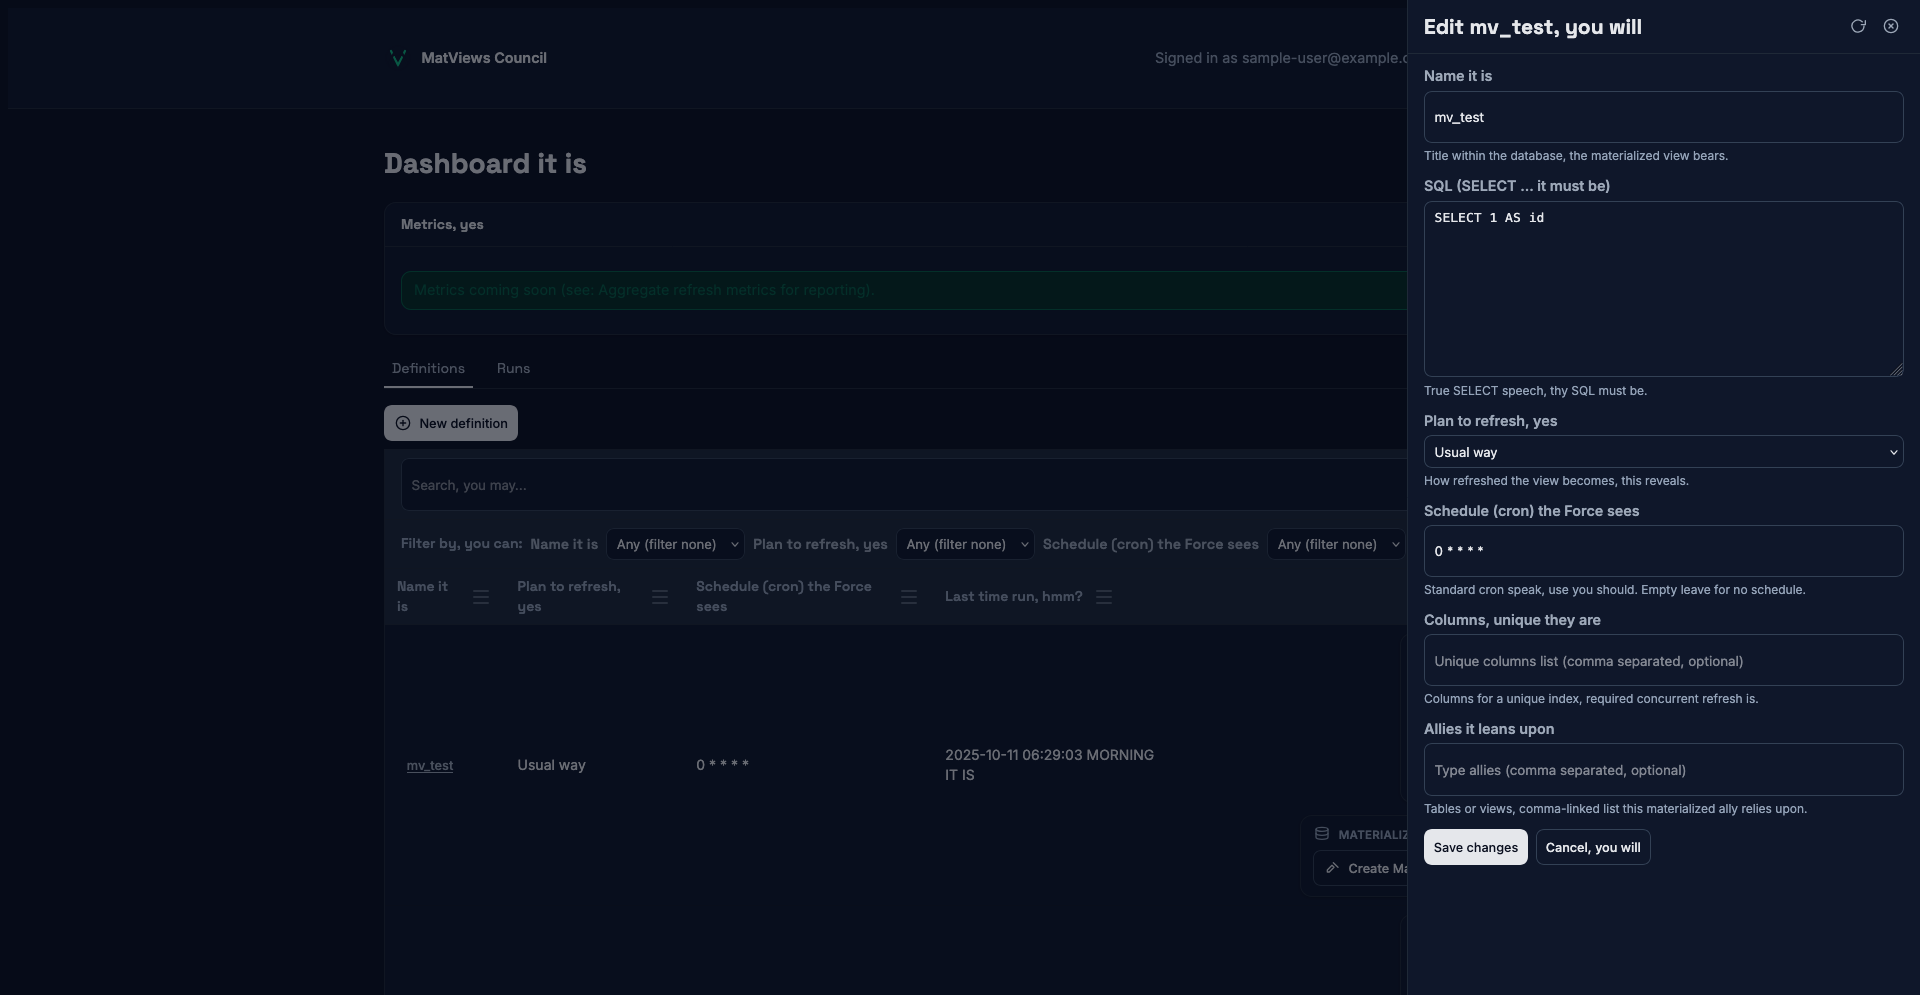 MatViews Council
Signed in as sample-user@example.c
Dashboard it is
Metrics, yes
Metrics coming soon (see: Aggregate refresh metrics for reporting).
Definitions
Runs
New definition
Search, you may...
Filter by, you can:
Name it is
Any (filter none)
Plan to refresh, yes
Any (filter none)
Schedule (cron) the Force sees
Any (filter none)
Name it
is
Plan to refresh,
yes
Schedule (cron) the Force
sees
Last time run, hmm?
mv_test
Usual way
0 * * * *
2025-10-11 06:29:03 MORNING
IT IS
MATERIALIZ
Create Ma
Edit mv_test, you will
Name it is
mv_test
Title within the database, the materialized view bears.
SQL (SELECT ... it must be)
SELECT 1 AS id
True SELECT speech, thy SQL must be.
Plan to refresh, yes
Usual way
How refreshed the view becomes, this reveals.
Schedule (cron) the Force sees
0 * * * *
Standard cron speak, use you should. Empty leave for no schedule.
Columns, unique they are
Unique columns list (comma separated, optional)
Columns for a unique index, required concurrent refresh is.
Allies it leans upon
Type allies (comma separated, optional)
Tables or views, comma-linked list this materialized ally relies upon.
Save changes
Cancel, you will